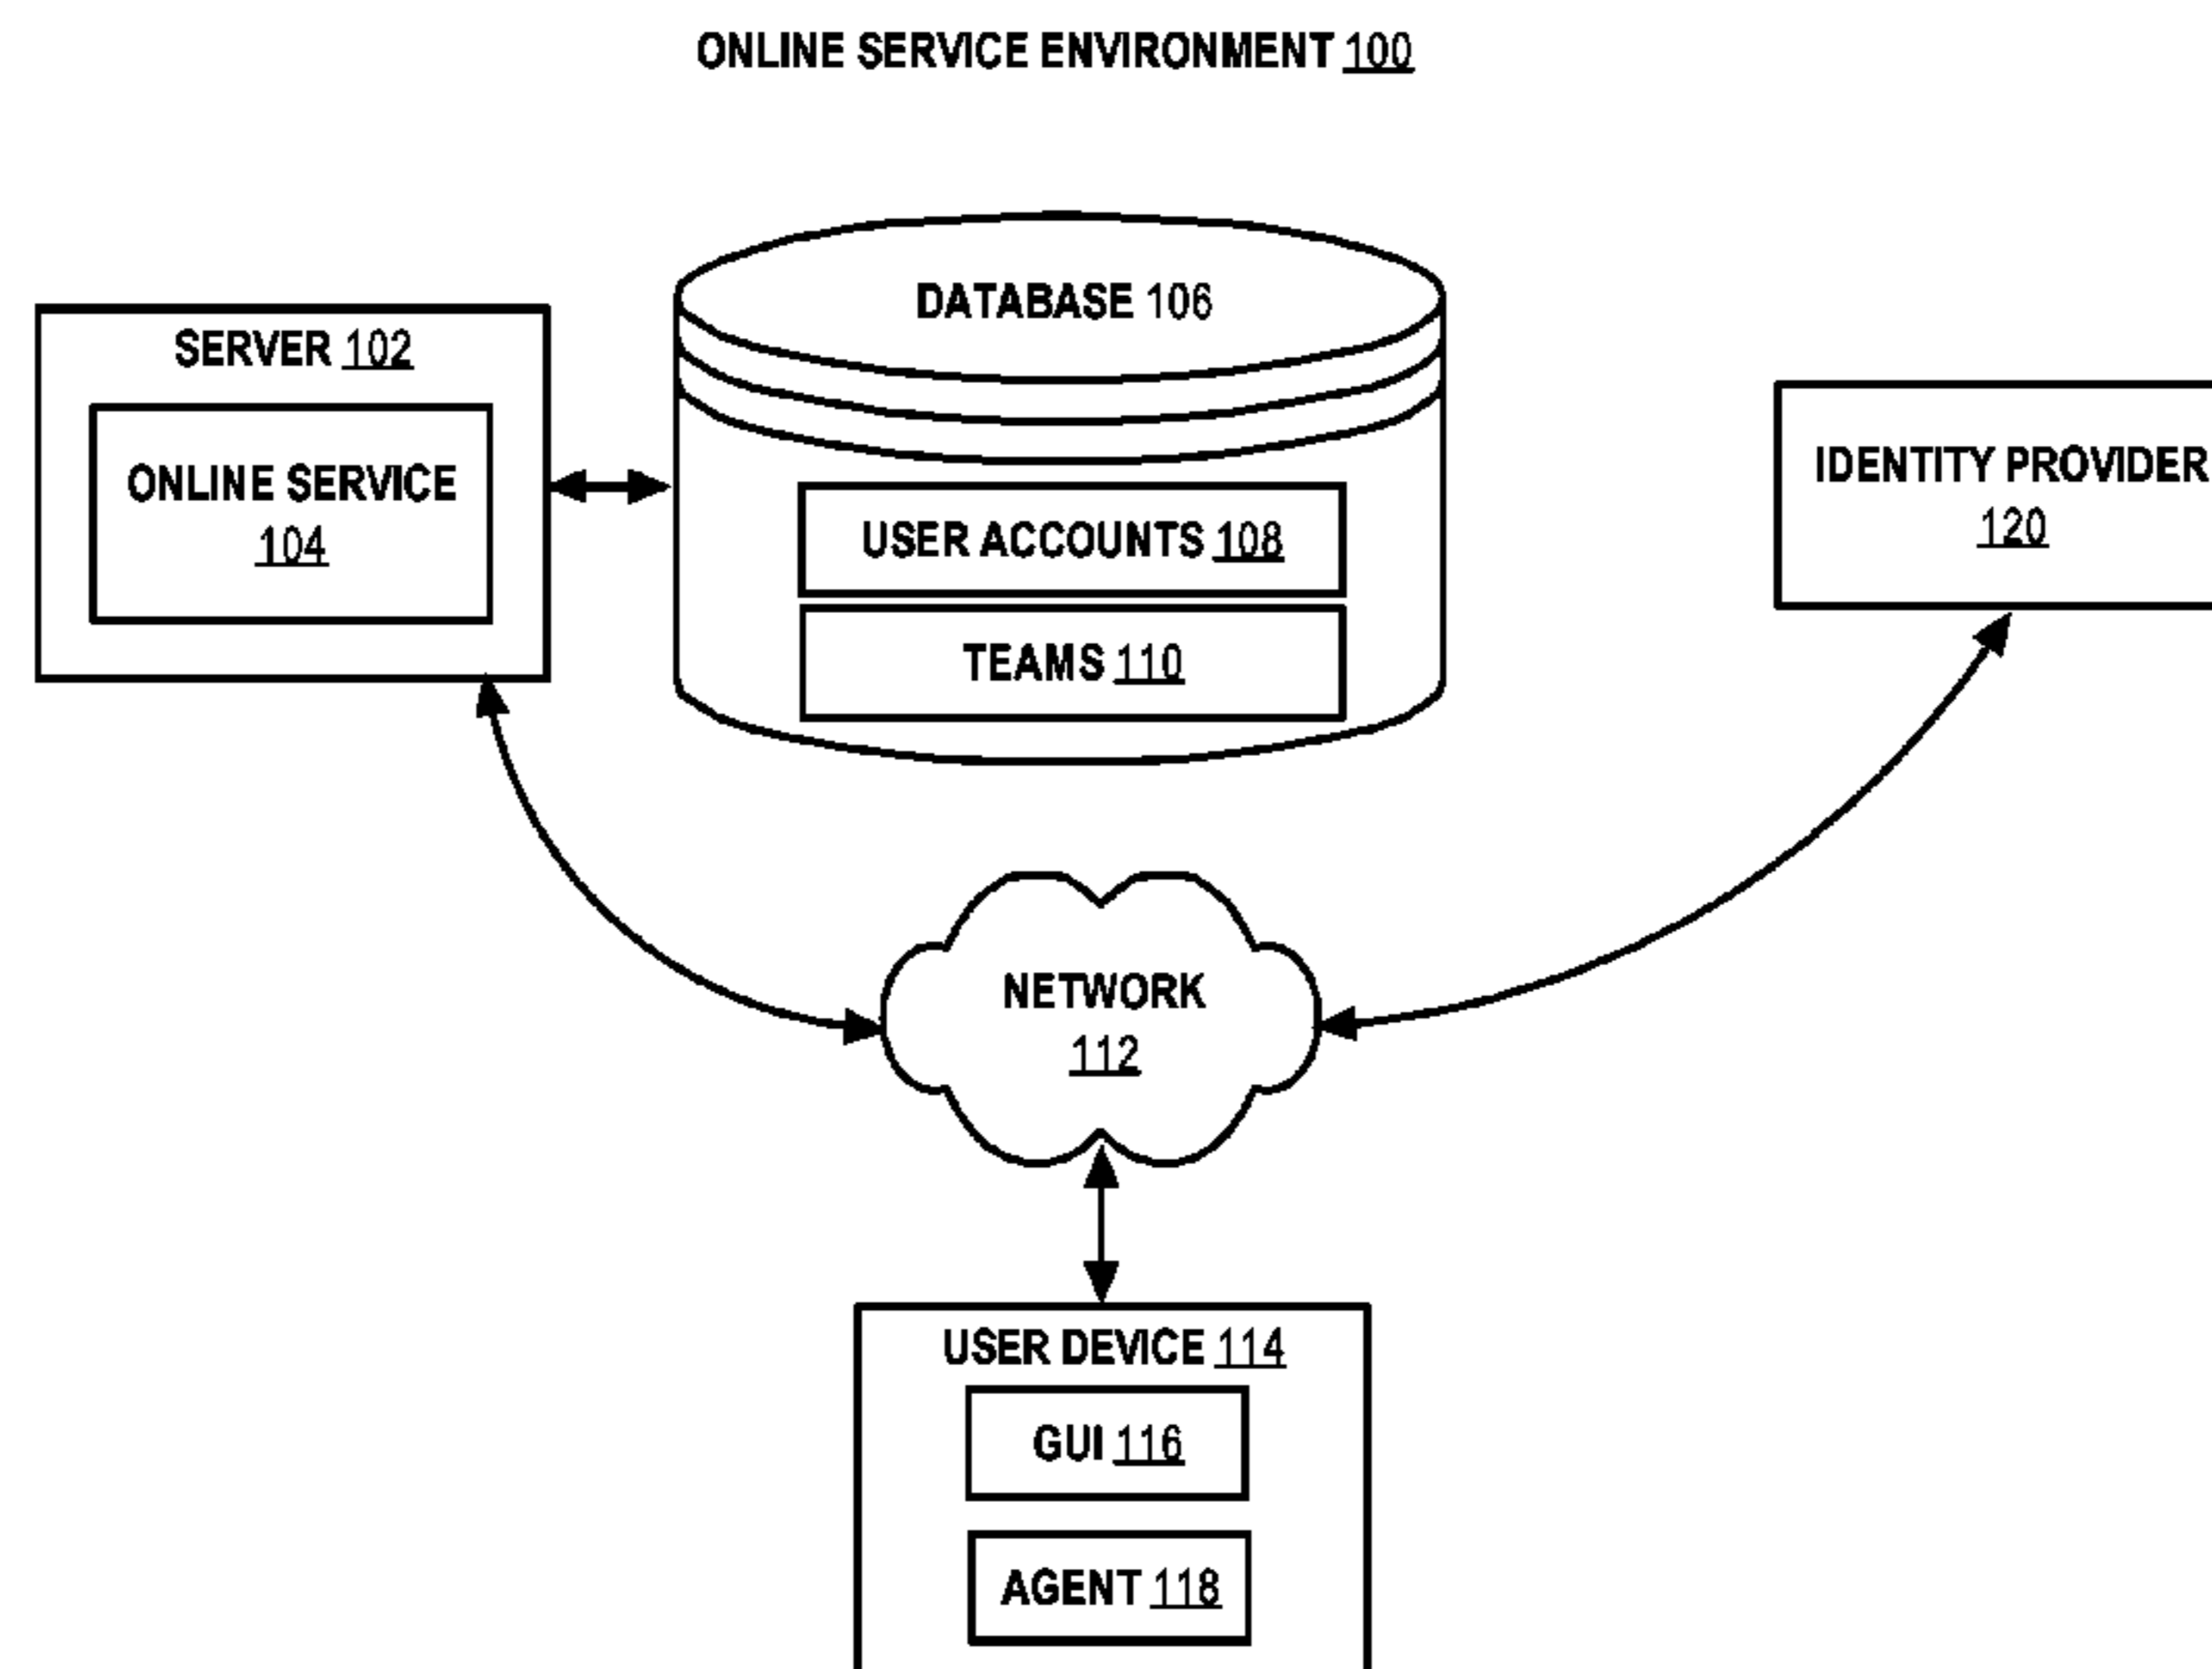 ONLINE SERVICE ENVIRONMENT 100
SERVER 102
ONLINE SERVICE
104
DATABASE 106
USER ACCOUNTS 108
TEAMS 110
IDENTITY PROVIDER
120
NETWORK
112
USER DEVICE 114
GUI 116
AGENT 118